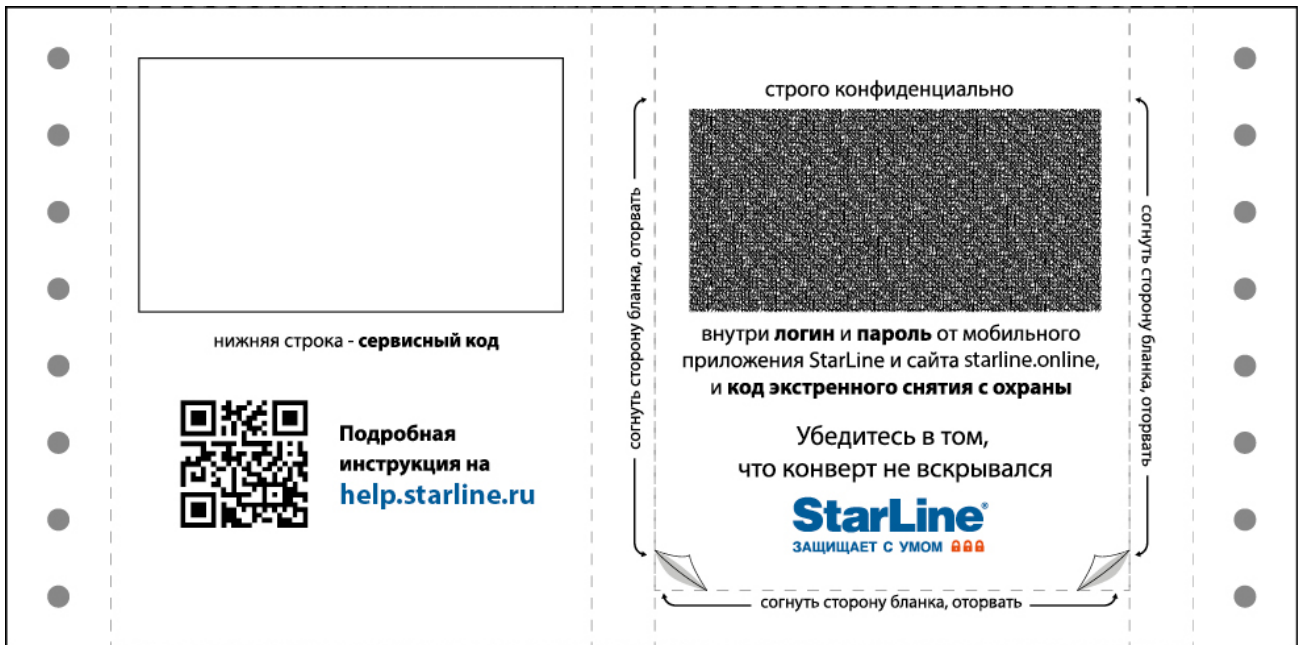 нижняя строка - сервисный код
Подробная
инструкция на
help.starline.ru
согнуть сторону бланка, оторвать
строго конфиденциально
внутри логин и пароль от мобильного
приложения StarLine и сайта starline.online,
и код экстренного снятия с охраны
Убедитесь в том,
что конверт не вскрывался
StarLine®
ЗАЩИЩАЕТ С УМОМ
согнуть сторону бланка, оторвать
согнуть сторону бланка, оторвать